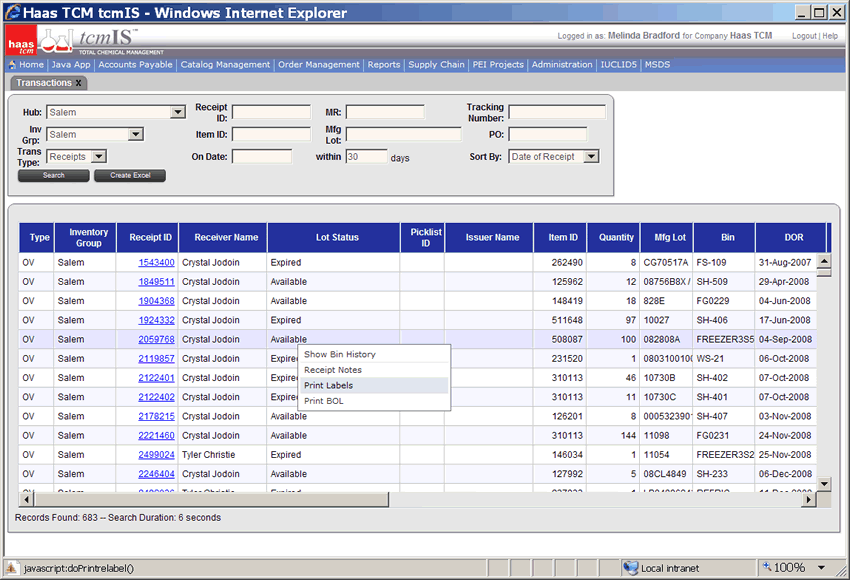 Haas TCM tcmIS - Windows Internet Explorer
haas tcm tcmIS™ TOTAL CHEMICAL MANAGEMENT
Logged in as: Melinda Bradford for Company Haas TCM Logout | Help
Home | Java App | Accounts Payable | Catalog Management | Order Management | Reports | Supply Chain | PEI Projects | Administration | IUCLID5 | MSDS
Transactions X
Hub: Salem Receipt ID: MR: Tracking Number:
Inv Grp: Salem Item ID: Mfg Lot: PO:
Trans Type: Receipts On Date: within 30 days Sort By: Date of Receipt
Search Create Excel
Type Inventory Group Receipt ID Receiver Name Lot Status Picklist ID Issuer Name Item ID Quantity Mfg Lot Bin DOR
OV Salem 1543400 Crystal Jodoin Expired 262490 8 CG70517A FS-109 31-Aug-2007
OV Salem 1849511 Crystal Jodoin Available 125962 12 08756B8X / SH-509 29-Apr-2008
OV Salem 1904368 Crystal Jodoin Available 148419 18 828E FG0229 04-Jun-2008
OV Salem 1924332 Crystal Jodoin Expired 511648 97 10027 SH-406 17-Jun-2008
OV Salem 2059768 Crystal Jodoin Available 508087 100 082808A FREEZER3S5 04-Sep-2008
OV Salem 2119857 Crystal Jodoin 231520 1 0803100100 WS-21 06-Oct-2008
OV Salem 2122401 Crystal Jodoin 310113 46 10730B SH-402 07-Oct-2008
OV Salem 2122402 Crystal Jodoin 310113 11 10730C SH-401 07-Oct-2008
OV Salem 2178215 Crystal Jodoin Available 126201 8 000532390 SH-407 03-Nov-2008
OV Salem 2221460 Crystal Jodoin Available 310113 144 11098 FG0231 24-Nov-2008
OV Salem 2499024 Tyler Christie Expired 146034 1 11054 FREEZER3S2 25-Nov-2008
OV Salem 2246404 Crystal Jodoin Available 127992 5 08CL4849 SH-233 06-Dec-2008
Show Bin History
Receipt Notes
Print Labels
Print BOL
Records Found: 683 -- Search Duration: 6 seconds
javascript:doPrintrelabel() Local intranet 100%